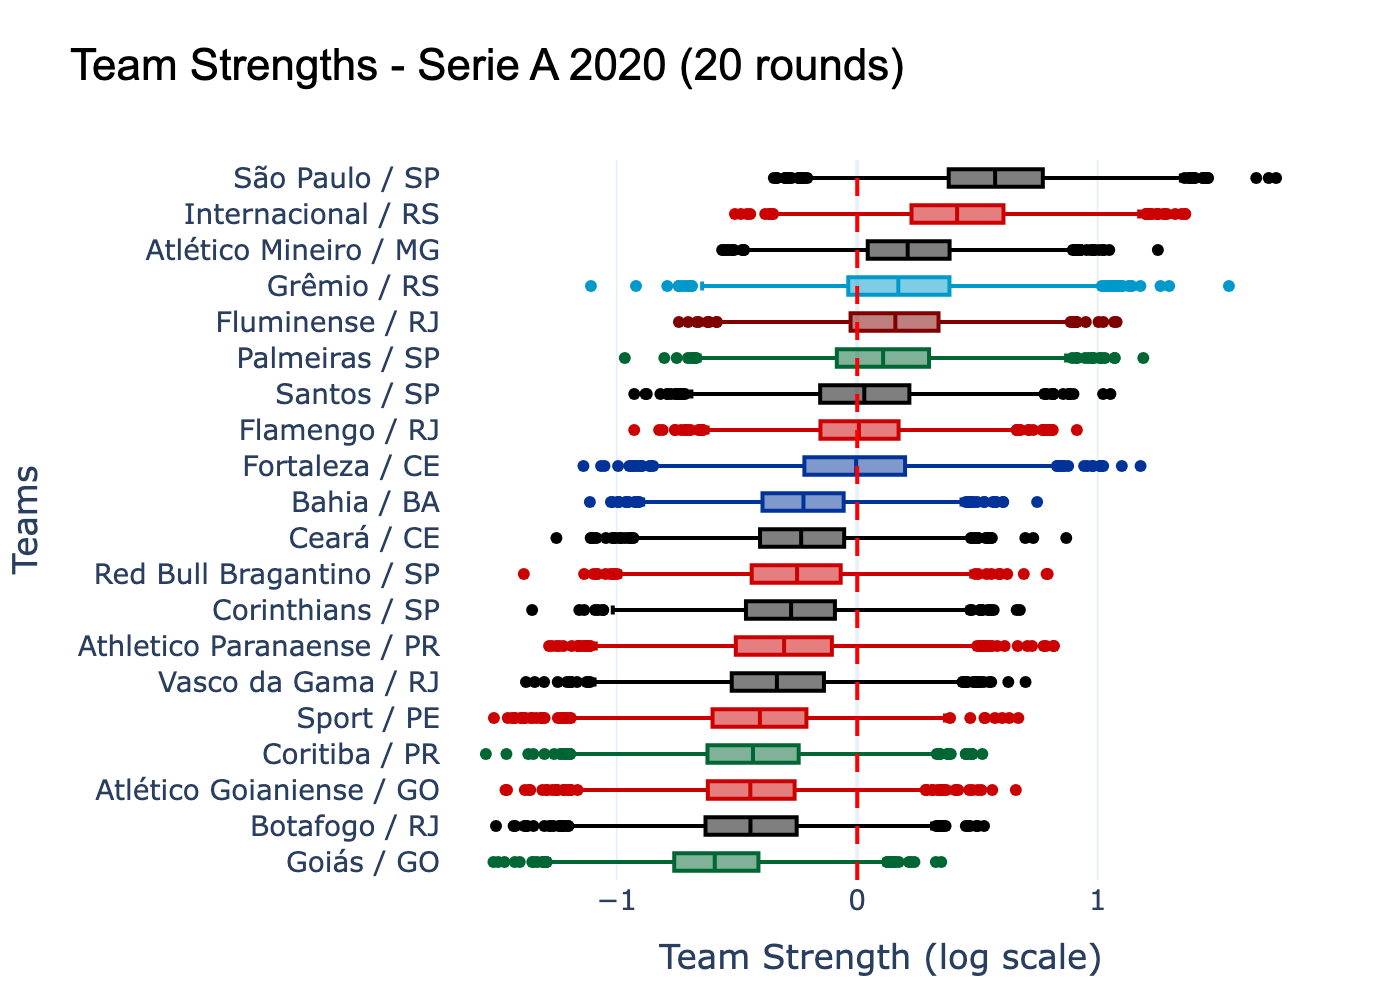 Team Strengths - Serie A 2020 (20 rounds)
São Paulo / SP
Internacional / RS
Atlético Mineiro / MG
Grêmio / RS
Fluminense / RJ
Palmeiras / SP
Santos / SP
Flamengo / RJ
Fortaleza / CE
Bahia / BA
Ceará / CE
Red Bull Bragantino / SP
Corinthians / SP
Athletico Paranaense / PR
Vasco da Gama / RJ
Sport / PE
Coritiba / PR
Atlético Goianiense / GO
Botafogo / RJ
Goiás / GO
Teams
−1 0 1
Team Strength (log scale)